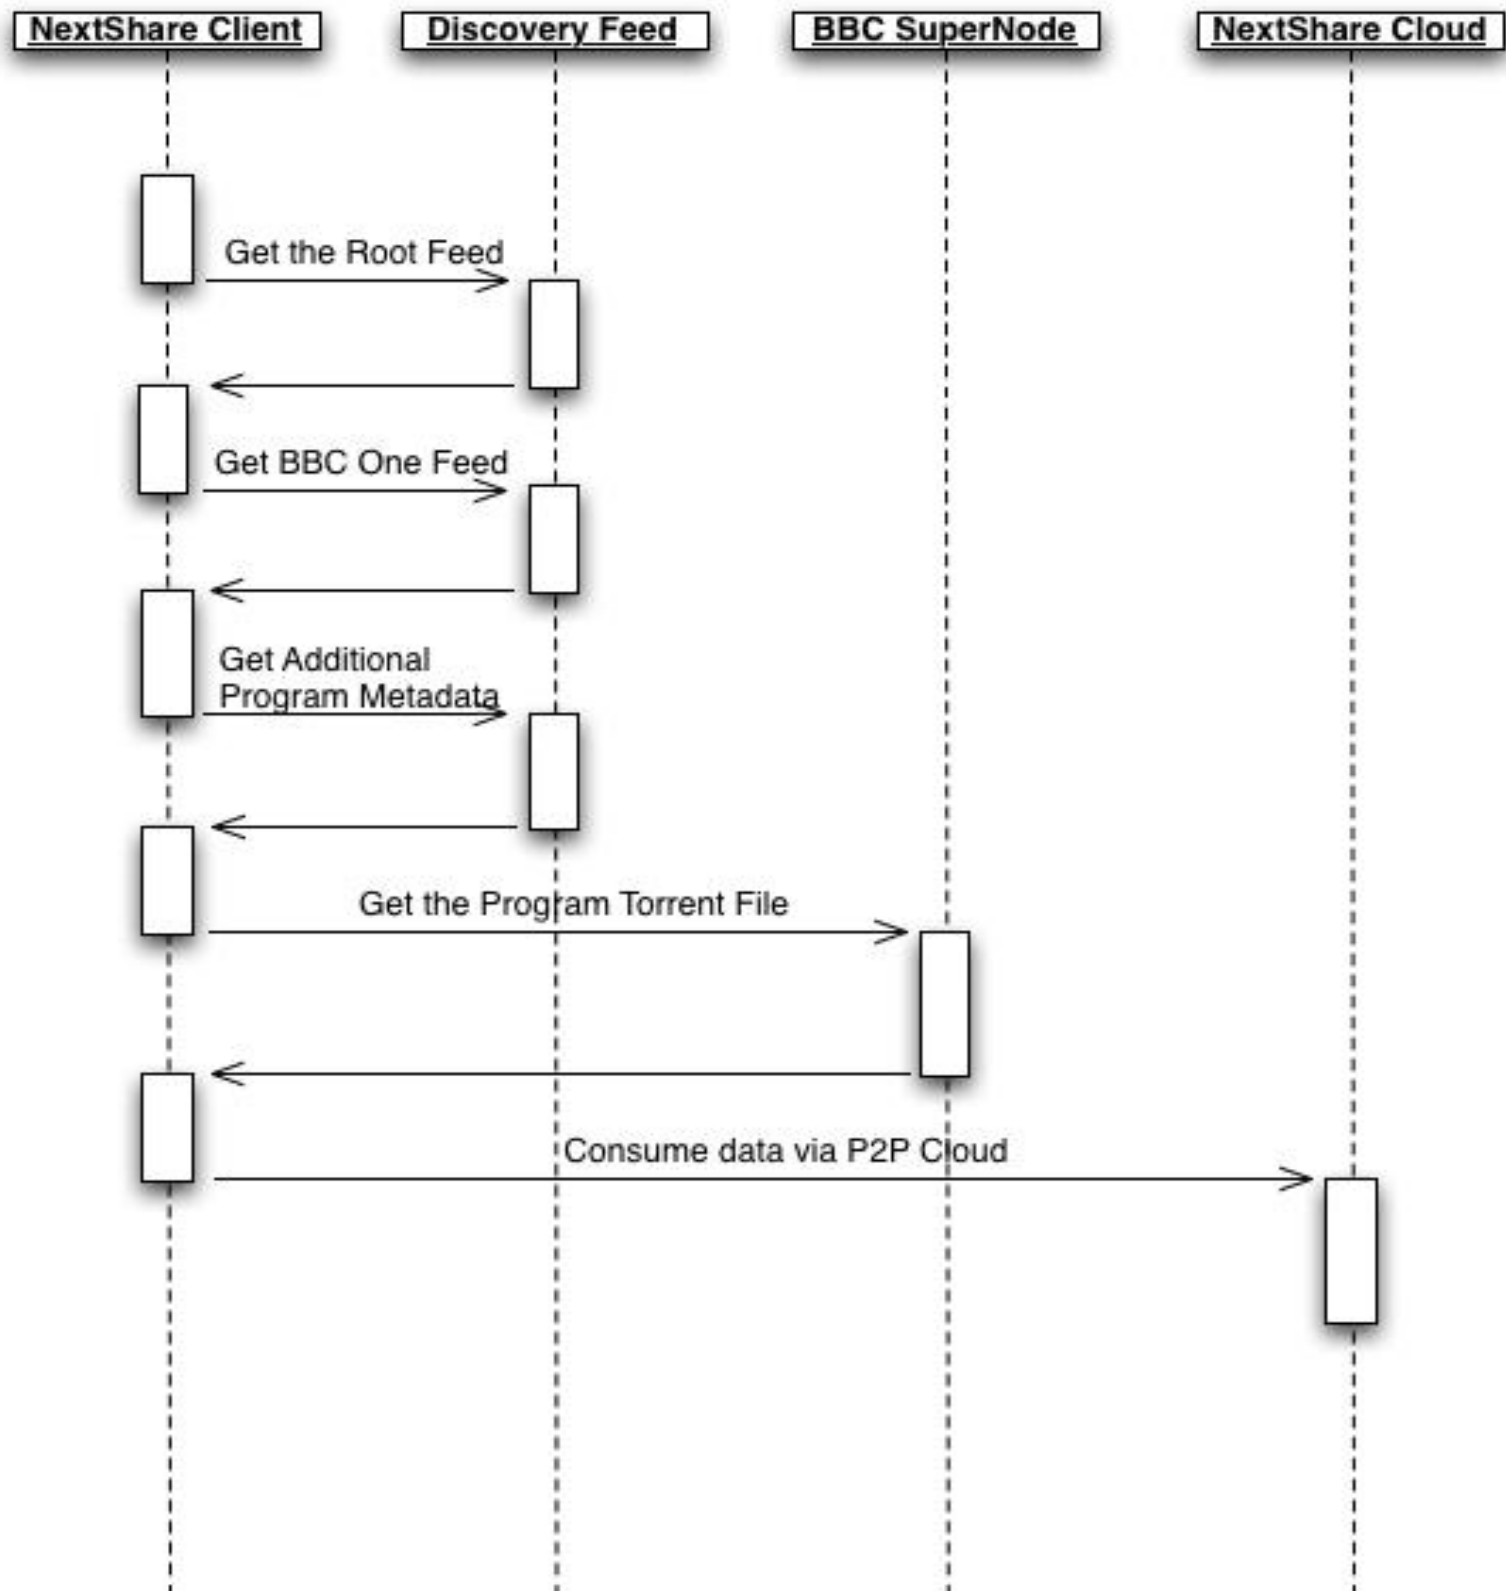 NextShare Client
Discovery Feed
BBC SuperNode
NextShare Cloud
Get the Root Feed
Get BBC One Feed
Get Additional
Program Metadata
Get the Program Torrent File
Consume data via P2P Cloud